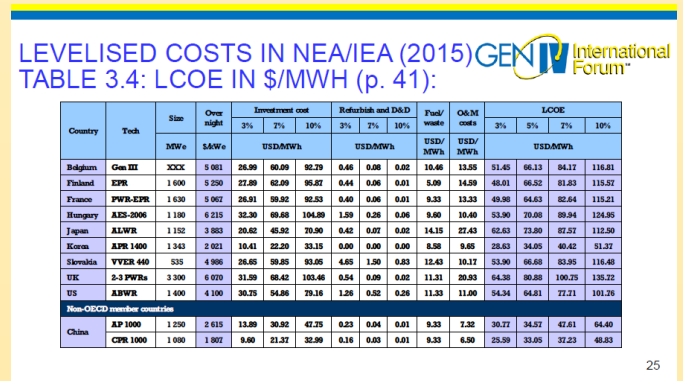 LEVELISED COSTS IN NEA/IEA (2015) GEN IV International Forum™
TABLE 3.4: LCOE IN $/MWH (p. 41):
Country Tech Size Over night Investment cost Refurbish and D&D Fuel/ waste O&M costs LCOE
3% 7% 10% 3% 7% 10% 3% 5% 7% 10%
MWe $/kWe USD/MWh USD/MWh USD/ MWh USD/ MWh USD/MWh
Belgium Gen III XXX 5 081 26.99 60.09 92.79 0.46 0.08 0.02 10.46 13.55 51.45 66.13 84.17 116.81
Finland EPR 1 600 5 250 27.89 62.09 95.87 0.44 0.06 0.01 5.09 14.59 48.01 66.52 81.83 115.57
France PWR-EPR 1 630 5 067 26.91 59.92 92.53 0.40 0.06 0.01 9.33 13.33 49.98 64.63 82.64 115.21
Hungary AES-2006 1 180 6 215 32.30 69.68 104.89 1.59 0.26 0.06 9.60 10.40 53.90 70.08 89.94 124.95
Japan ALWR 1 152 3 883 20.62 45.92 70.90 0.42 0.07 0.02 14.15 27.43 62.63 73.80 87.57 112.50
Korea APR 1400 1 343 2 021 10.41 22.20 33.15 0.00 0.00 0.00 8.58 9.65 28.63 34.05 40.42 51.37
Slovakia VVER 440 535 4 986 26.65 59.85 93.05 4.65 1.50 0.83 12.43 10.17 53.90 66.68 83.95 116.48
UK 2-3 PWRs 3 300 6 070 31.59 68.42 103.46 0.54 0.09 0.02 11.31 20.93 64.38 80.88 100.75 135.72
US ABWR 1 400 4 100 30.75 54.86 79.16 1.26 0.52 0.26 11.33 11.00 54.34 64.81 77.71 101.76
Non-OECD member countries
China AP 1000 1 250 2 615 13.89 30.92 47.75 0.23 0.04 0.01 9.33 7.32 30.77 34.57 47.61 64.40
CPR 1000 1 080 1 807 9.60 21.37 32.99 0.16 0.03 0.01 9.33 6.50 25.59 33.05 37.23 48.83
25